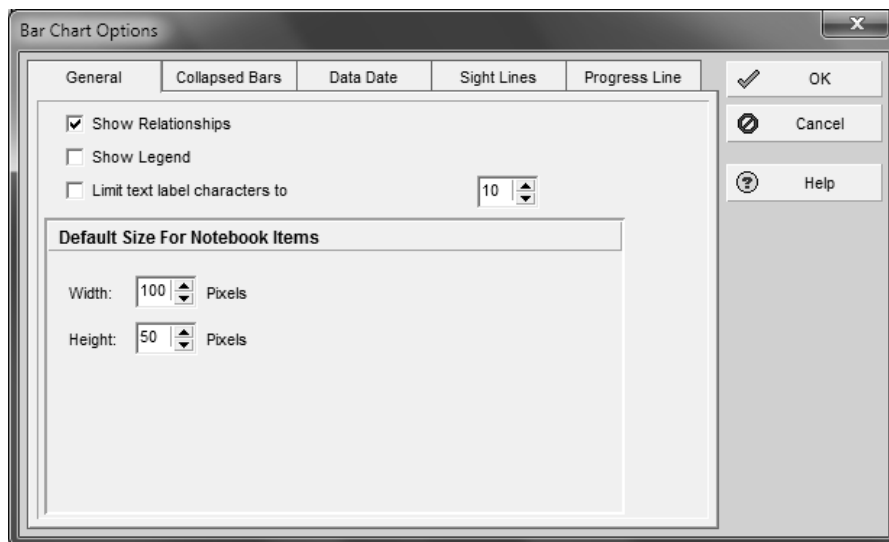 Bar Chart Options
X
General Collapsed Bars Data Date Sight Lines Progress Line
Show Relationships
Show Legend
Limit text label characters to 10
Default Size For Notebook Items
Width: 100 Pixels
Height: 50 Pixels
OK
Cancel
? Help